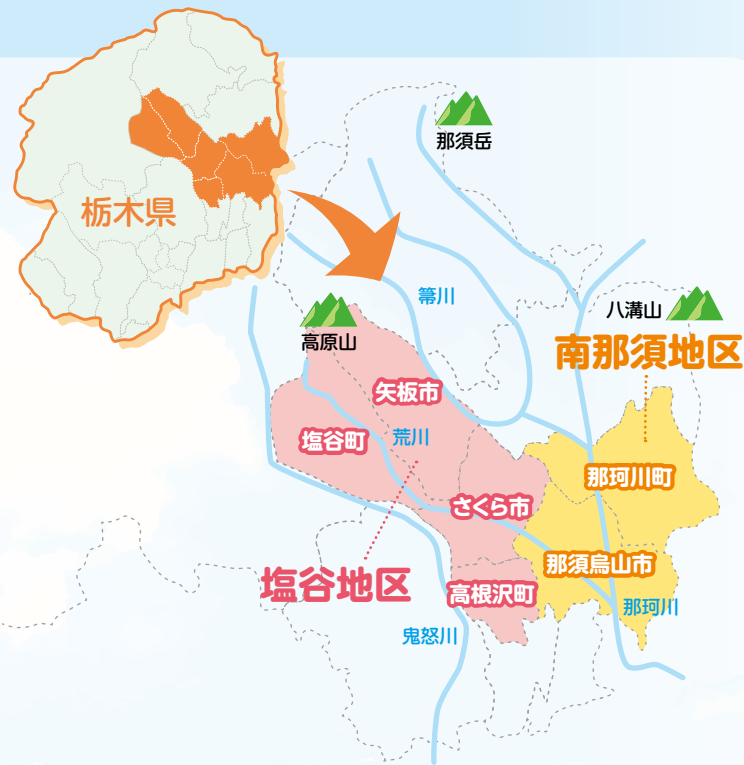 那須岳
栃木県
箒川
八溝山
高原山
南那須地区
矢板市
塩谷町
荒川
那珂川町
さくら市
那須烏山市
塩谷地区
高根沢町
那珂川
鬼怒川